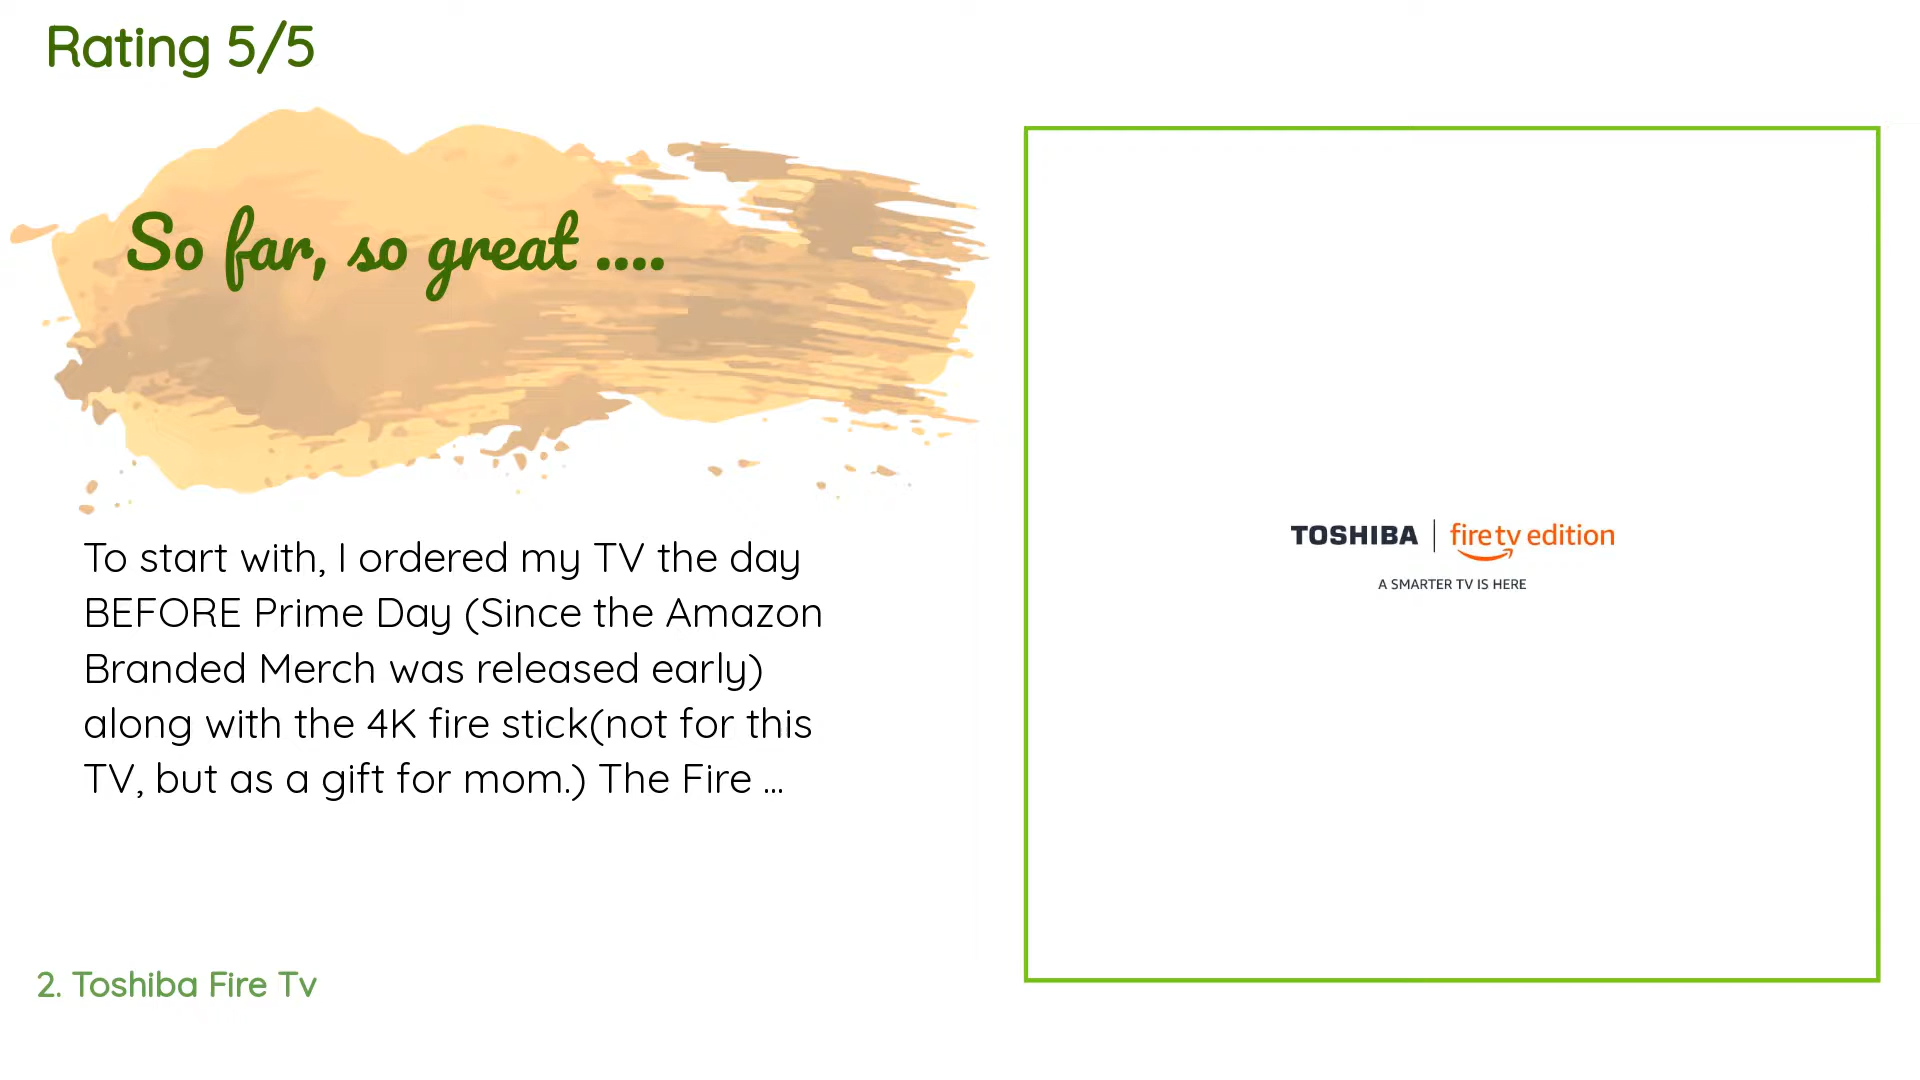 Rating 5/5
So far, so great ....
To start with, I ordered my TV the day
BEFORE Prime Day (Since the Amazon
Branded Merch was released early)
along with the 4K fire stick(not for this
TV, but as a gift for mom.) The Fire ...
TOSHIBA | firetv edition
A SMARTER TV IS HERE
2. Toshiba Fire Tv